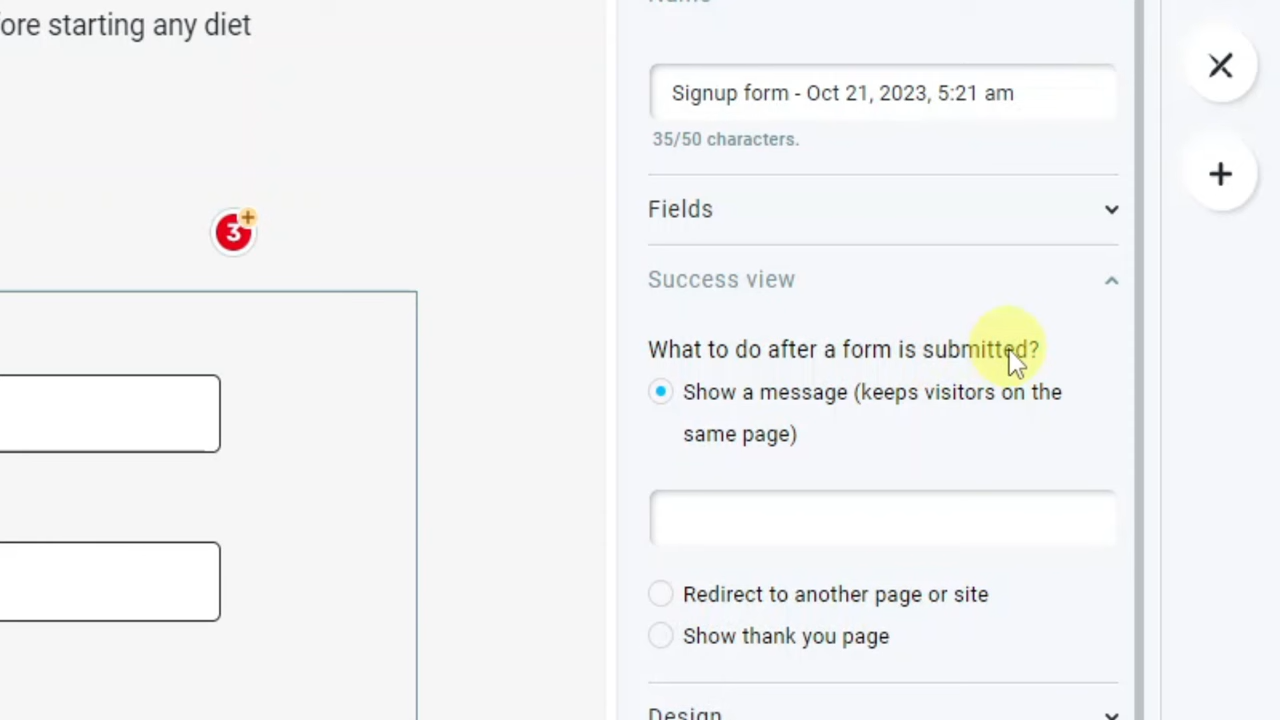 ore starting any diet
Name
Signup form - Oct 21, 2023, 5:21 am
35/50 characters.
Fields
3
Success view
What to do after a form is submitted?
Show a message (keeps visitors on the
same page)
Redirect to another page or site
Show thank you page
Design